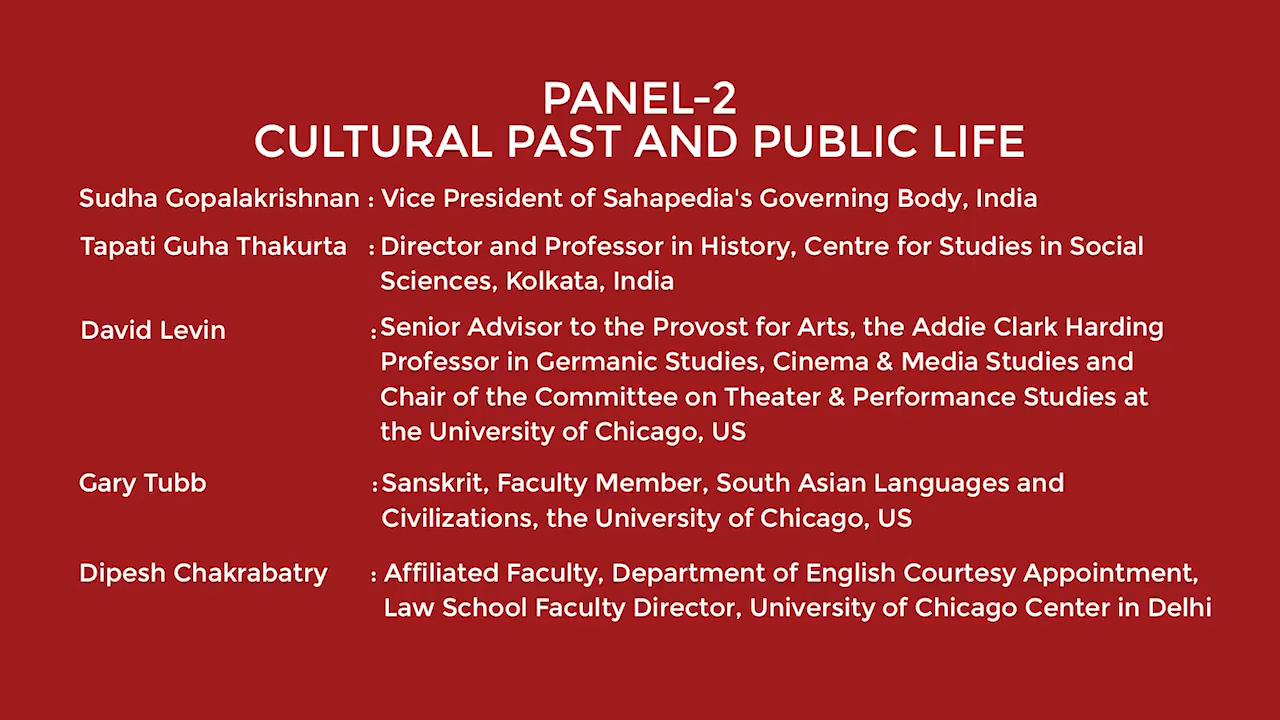 PANEL-2
CULTURAL PAST AND PUBLIC LIFE
Sudha Gopalakrishnan : Vice President of Sahapedia's Governing Body, India
Tapati Guha Thakurta : Director and Professor in History, Centre for Studies in Social
Sciences, Kolkata, India
David Levin : Senior Advisor to the Provost for Arts, the Addie Clark Harding
Professor in Germanic Studies, Cinema & Media Studies and
Chair of the Committee on Theater & Performance Studies at
the University of Chicago, US
Gary Tubb : Sanskrit, Faculty Member, South Asian Languages and
Civilizations, the University of Chicago, US
Dipesh Chakrabatry : Affiliated Faculty, Department of English Courtesy Appointment,
Law School Faculty Director, University of Chicago Center in Delhi